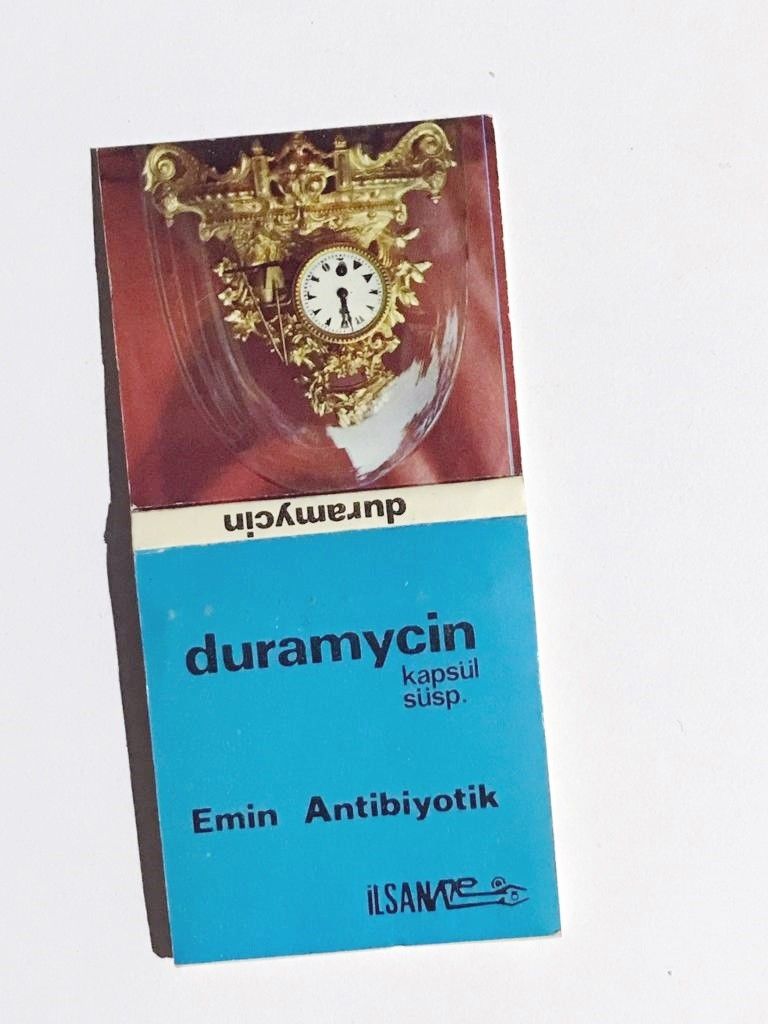 duramycin
duramycin
kapsül
süsp.
Emin Antibiyotik
İLSAN